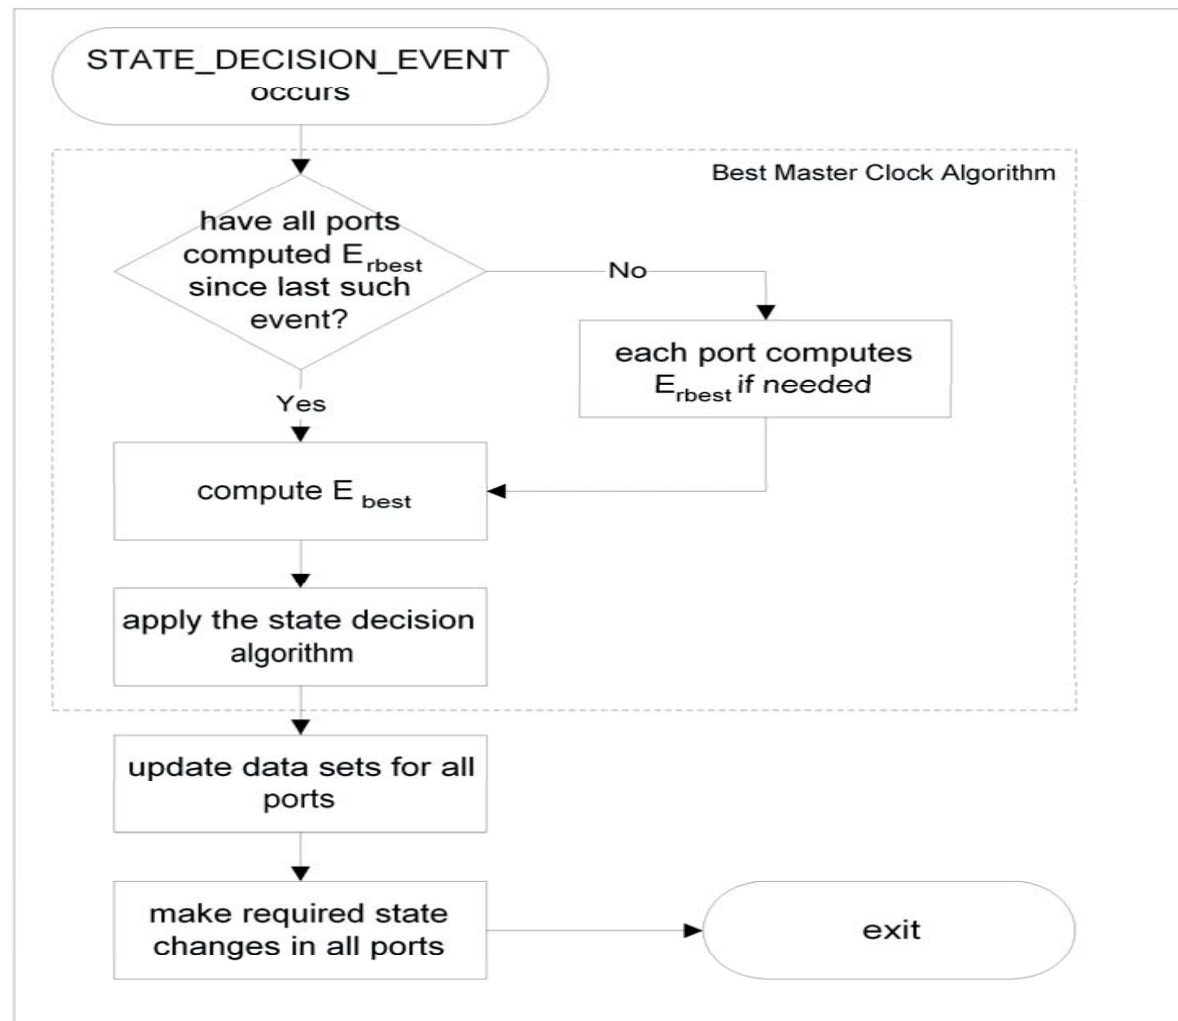 STATE_DECISION_EVENT
occurs
Best Master Clock Algorithm
have all ports
computed E rbest
since last such
event?
No
each port computes
Erbest if needed
Yes
compute E best
apply the state decision
algorithm
update data sets for all
ports
make required state
changes in all ports
exit